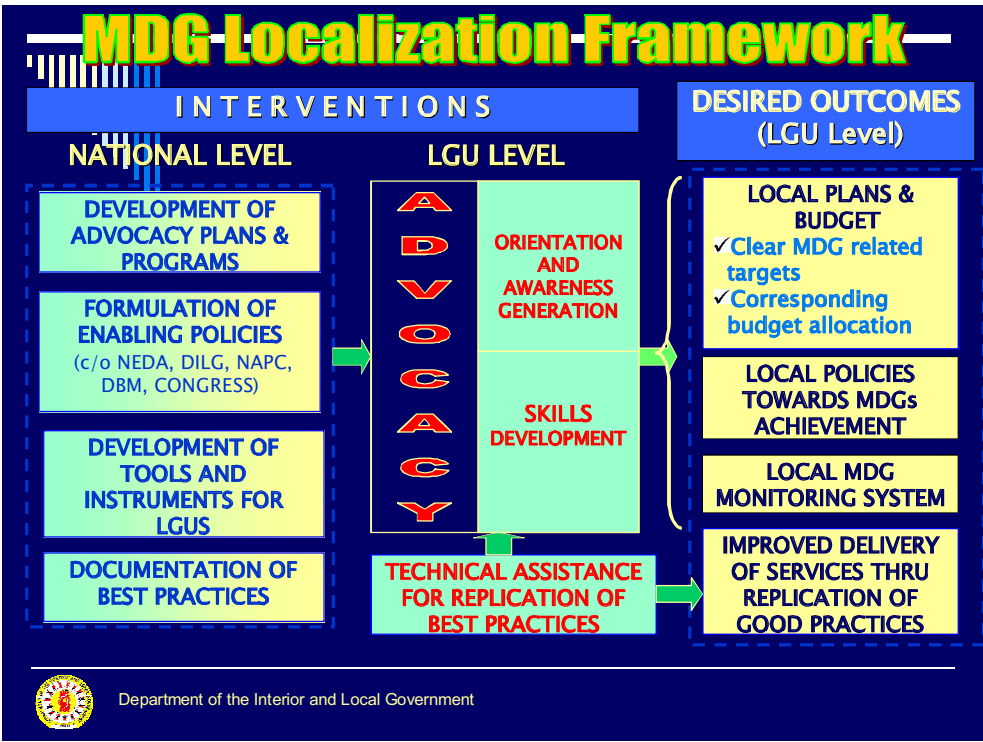 MDG Localization Framework
INTERVENTIONS
NATIONAL LEVEL
DEVELOPMENT OF
ADVOCACY PLANS &
PROGRAMS
FORMULATION OF
ENABLING POLICIES
(c/o NEDA, DILG, NAPC,
DBM, CONGRESS)
DEVELOPMENT OF
TOOLS AND
INSTRUMENTS FOR
LGUS
DOCUMENTATION OF
BEST PRACTICES
LGU LEVEL
ADVOCACY
ORIENTATION
AND
AWARENESS
GENERATION
SKILLS
DEVELOPMENT
TECHNICAL ASSISTANCE
FOR REPLICATION OF
BEST PRACTICES
DESIRED OUTCOMES
(LGU Level)
LOCAL PLANS &
BUDGET
✓Clear MDG related
targets
✓Corresponding
budget allocation
LOCAL POLICIES
TOWARDS MDGs
ACHIEVEMENT
LOCAL MDG
MONITORING SYSTEM
IMPROVED DELIVERY
OF SERVICES THRU
REPLICATION OF
GOOD PRACTICES
Department of the Interior and Local Government